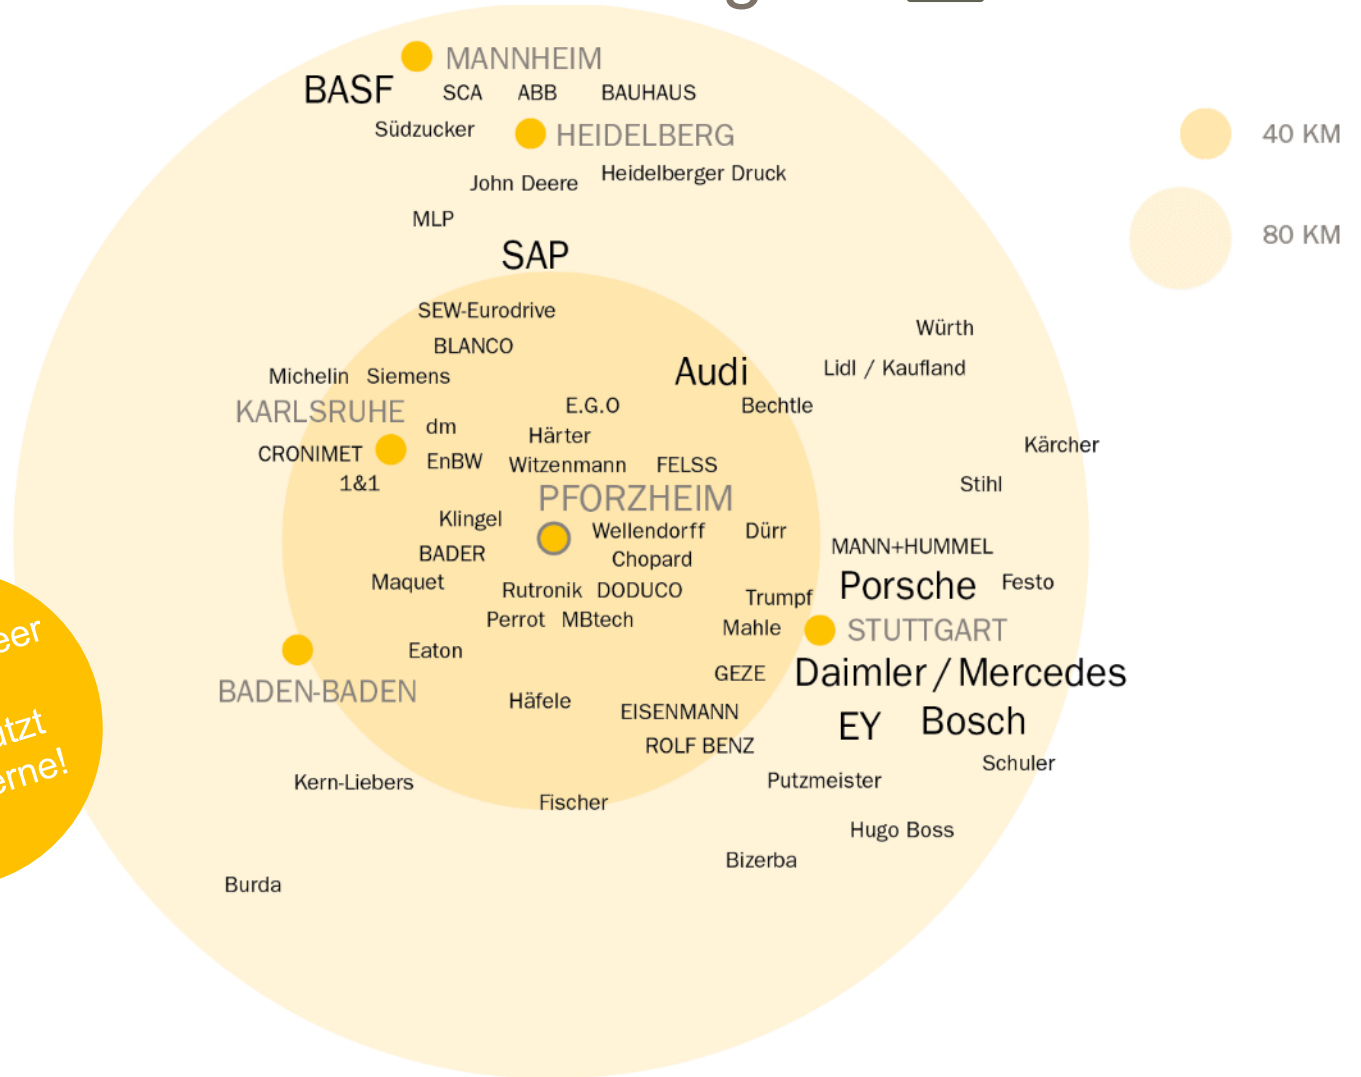 MANNHEIM
BASF SCA ABB BAUHAUS
Südzucker HEIDELBERG
40 KM
John Deere Heidelberger Druck
MLP
80 KM
SAP
SEW-Eurodrive
Würth
BLANCO
Michelin Siemens Audi Lidl / Kaufland
KARLSRUHE E.G.O Bechtle
dm
Härter
Kärcher
CRONIMET EnBW Witzenmann FELSS
1&1 Stihl
PFORZHEIM
Klingel Wellendorff Dürr
MANN+HUMMEL
BADER Chopard
Maquet Rutronik DODUCO Trumpf Porsche Festo
Perrot MBtech Mahle STUTTGART
Eaton
GEZE Daimler / Mercedes
BADEN-BADEN Häfele
EISENMANN EY Bosch
ROLF BENZ
Schuler
Kern-Liebers Putzmeister
Fischer
Hugo Boss
Bizerba
Burda